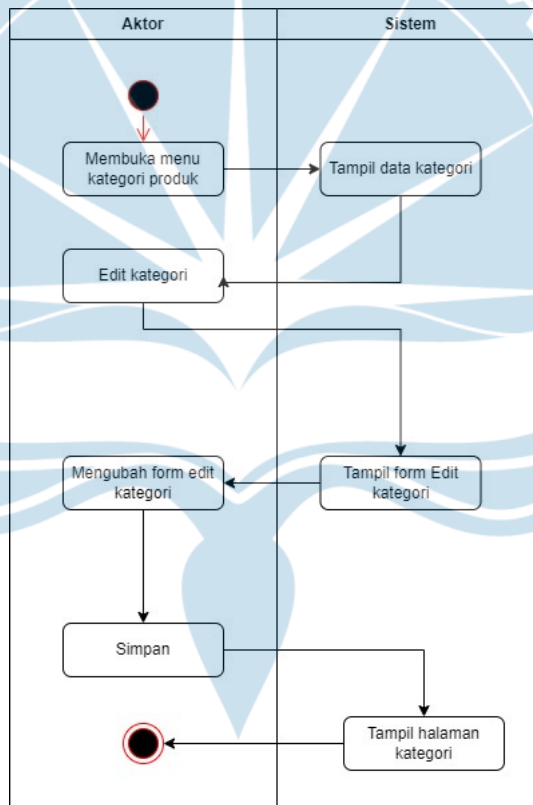 Aktor
Sistem
Membuka menu
kategori produk
Tampil data kategori
Edit kategori
Mengubah form edit
kategori
Tampil form Edit
kategori
Simpan
Tampil halaman
kategori